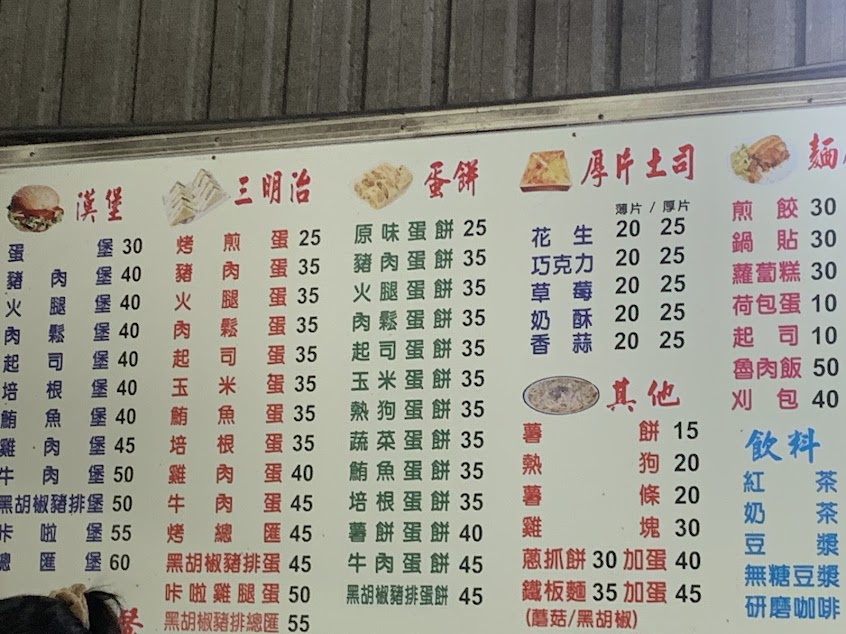 漢堡
蛋堡 30
豬肉堡 40
火腿堡 40
肉鬆堡 40
起司堡 40
培根堡 40
鮪魚堡 40
雞肉堡 45
牛肉堡 50
黑胡椒豬排堡 50
咔啦堡 55
總匯堡 60
餐
三明治
烤煎蛋 25
豬肉蛋 35
火腿蛋 35
肉鬆蛋 35
起司蛋 35
玉米蛋 35
鮪魚蛋 35
培根蛋 35
雞肉蛋 40
牛肉蛋 45
烤總匯 45
黑胡椒豬排蛋 45
咔啦雞腿蛋 50
黑胡椒豬排總匯 55
蛋餅
原味蛋餅 25
豬肉蛋餅 35
火腿蛋餅 35
肉鬆蛋餅 35
起司蛋餅 35
玉米蛋餅 35
熱狗蛋餅 35
蔬菜蛋餅 35
鮪魚蛋餅 35
培根蛋餅 35
薯餅蛋餅 40
牛肉蛋餅 45
黑胡椒豬排蛋餅 45
厚片土司
薄片 / 厚片
花生 20 25
巧克力 20 25
草莓 20 25
奶酥 20 25
香蒜 20 25
其他
薯餅 15
熱狗 20
薯條 20
雞塊 30
蔥抓餅 30 加蛋 40
鐵板麵 35 加蛋 45
(蘑菇/黑胡椒)
麵
煎餃 30
鍋貼 30
蘿蔔糕 30
荷包蛋 10
起司 10
魯肉飯 50
刈包 40
飲料
紅茶
奶茶
豆漿
無糖豆漿
研磨咖啡